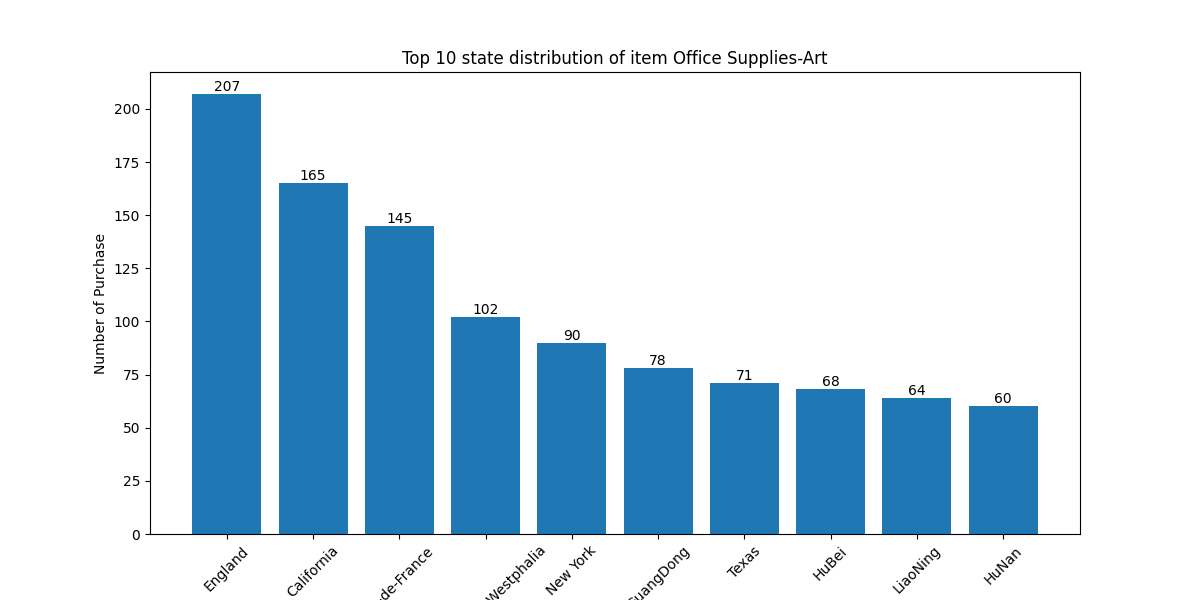 Top 10 state distribution of item Office Supplies-Art
Number of Purchase
200
175
150
125
100
75
50
25
0
207
165
145
102
90
78
71
68
64
60
England
California
de-France
Westphalia
New York
GuangDong
Texas
HuBei
LiaoNing
HuNan